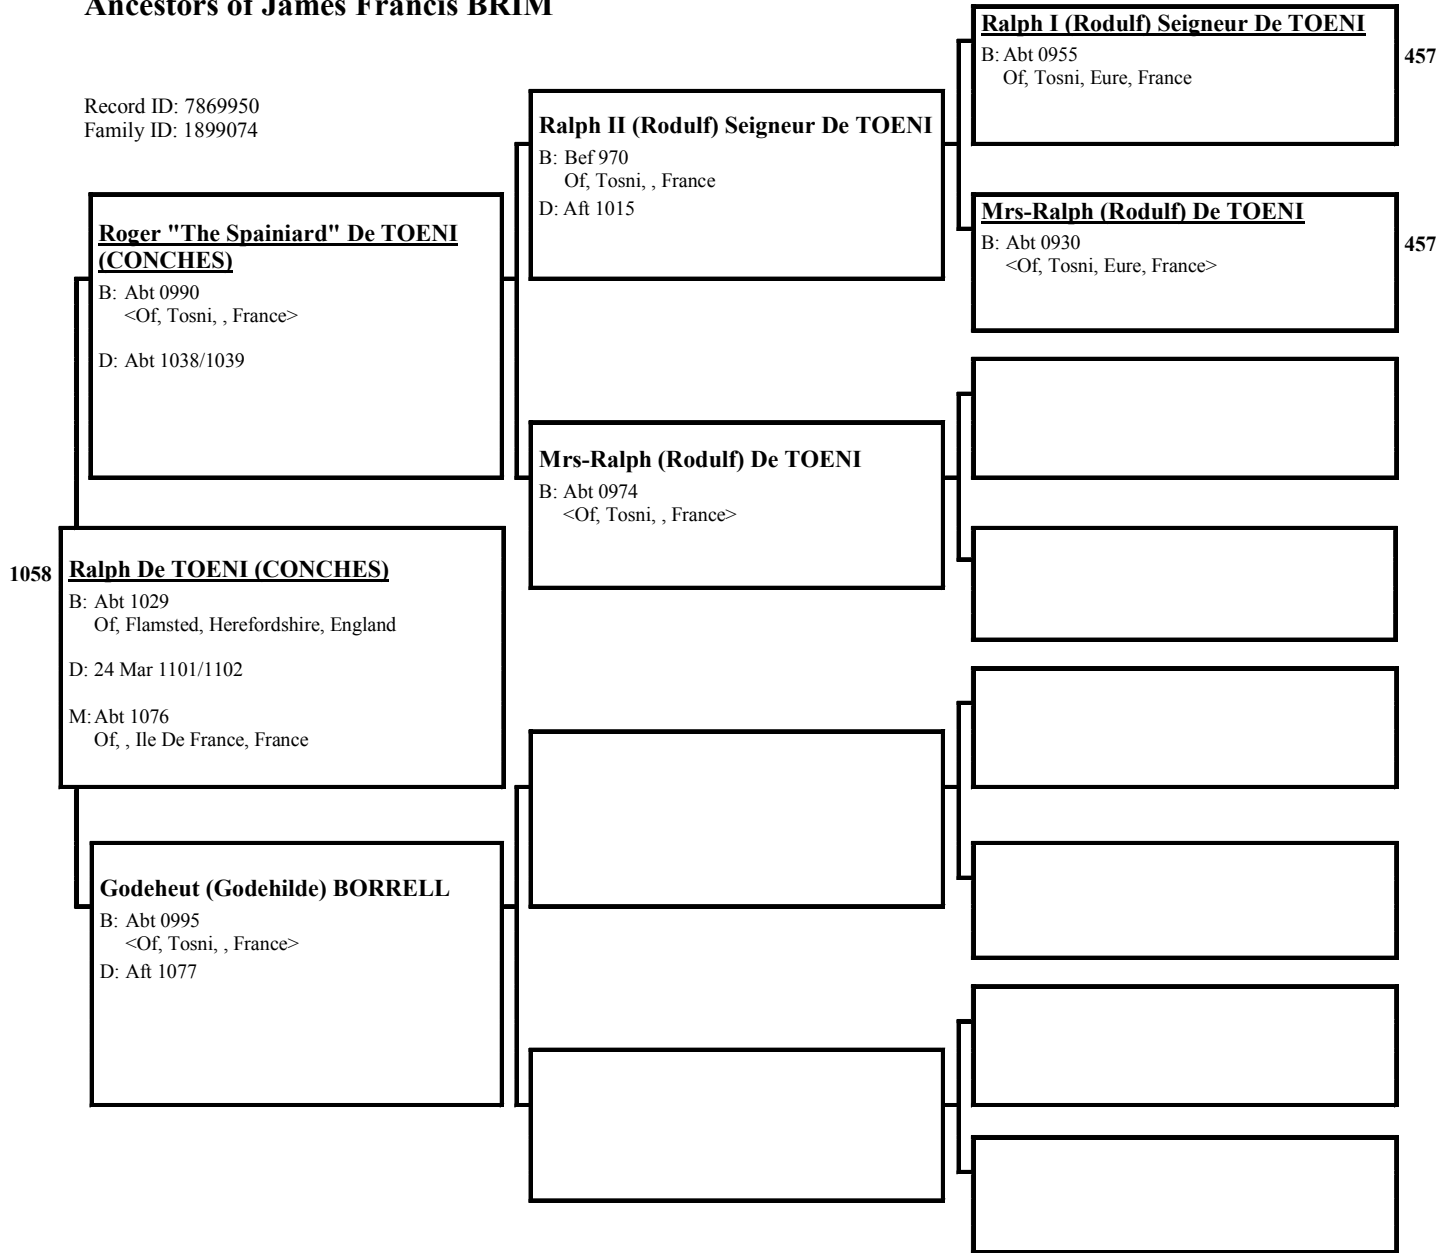 Ancestors of James Francis BRIM
Record ID: 7869950
Family ID: 1899074
Ralph I (Rodulf) Seigneur De TOENI
B: Abt 0955
Of, Tosni, Eure, France
457
Ralph II (Rodulf) Seigneur De TOENI
B: Bef 970
Of, Tosni, , France
D: Aft 1015
Mrs-Ralph (Rodulf) De TOENI
B: Abt 0930
<Of, Tosni, Eure, France>
457
Roger "The Spainiard" De TOENI
(CONCHES)
B: Abt 0990
<Of, Tosni, , France>
D: Abt 1038/1039
Mrs-Ralph (Rodulf) De TOENI
B: Abt 0974
<Of, Tosni, , France>
1058
Ralph De TOENI (CONCHES)
B: Abt 1029
Of, Flamsted, Herefordshire, England
D: 24 Mar 1101/1102
M: Abt 1076
Of, , Ile De France, France
Godeheut (Godehilde) BORRELL
B: Abt 0995
<Of, Tosni, , France>
D: Aft 1077